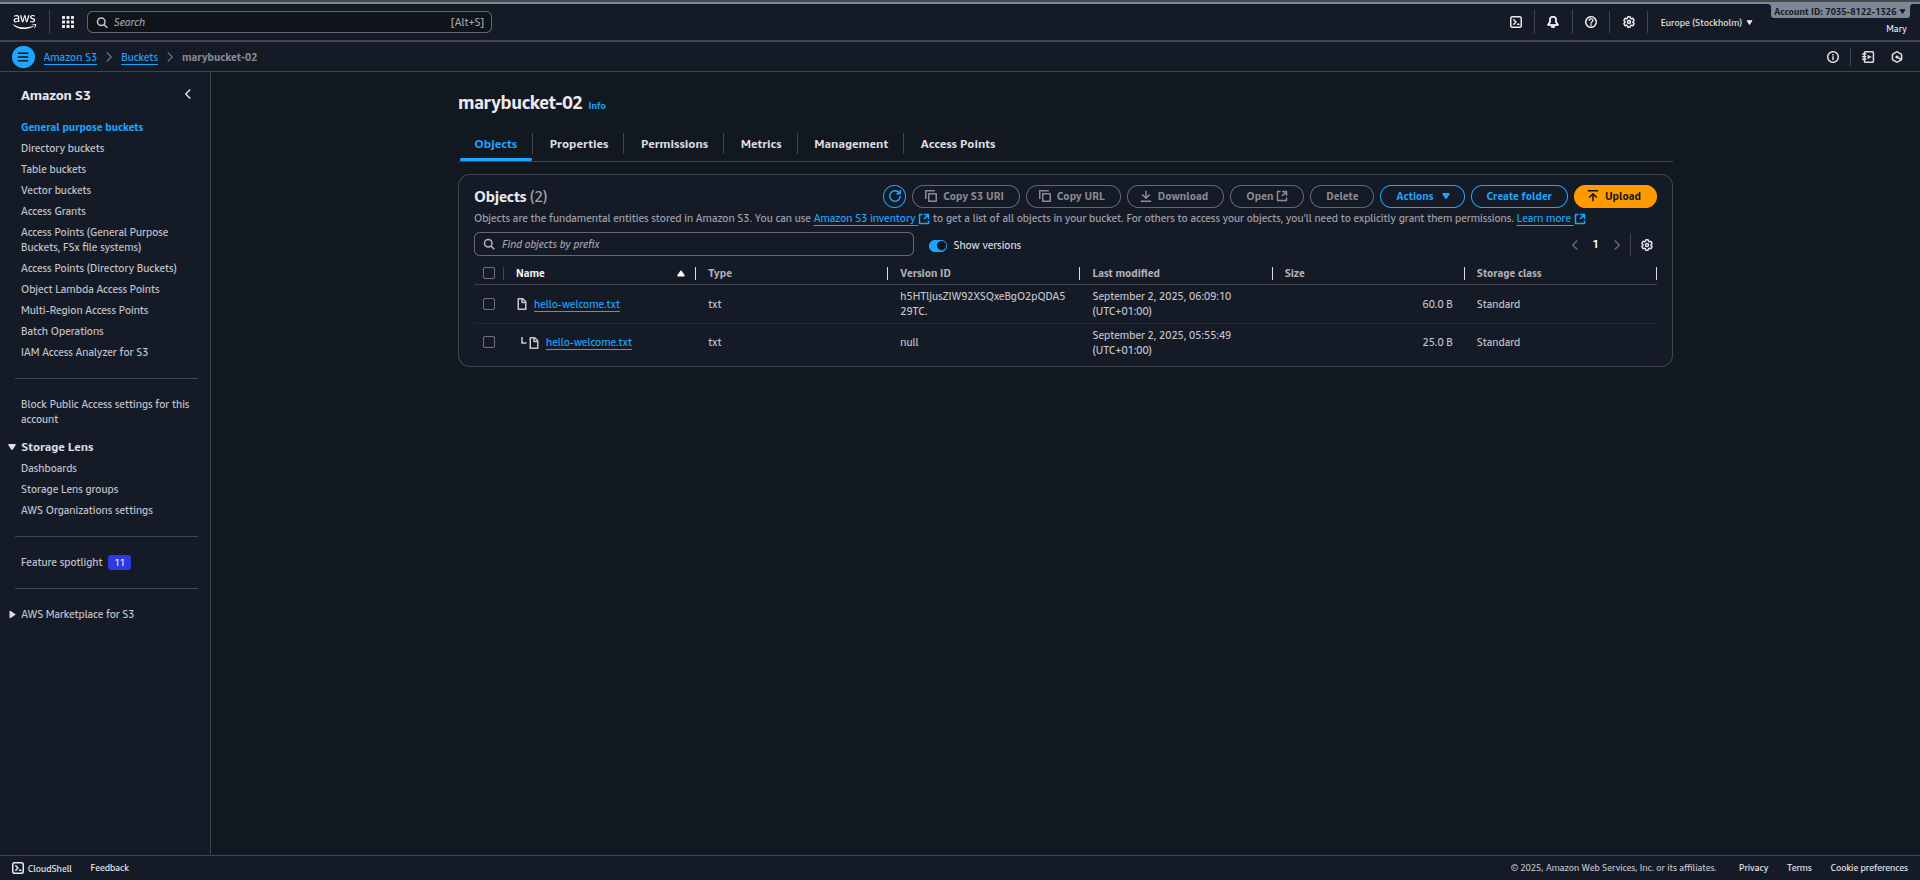 aws
Search [Alt+S]
Europe (Stockholm)
Account ID: 7035-8122-1326
Mary
Amazon S3
Buckets
marybucket-02
Amazon S3
General purpose buckets
Directory buckets
Table buckets
Vector buckets
Access Grants
Access Points (General Purpose
Buckets, FSx file systems)
Access Points (Directory Buckets)
Object Lambda Access Points
Multi-Region Access Points
Batch Operations
IAM Access Analyzer for S3
Block Public Access settings for this
account
Storage Lens
Dashboards
Storage Lens groups
AWS Organizations settings
Feature spotlight 11
AWS Marketplace for S3
marybucket-02 Info
Objects Properties Permissions Metrics Management Access Points
Objects (2)
Copy S3 URI Copy URL Download Open Delete Actions Create folder Upload
Objects are the fundamental entities stored in Amazon S3. You can use Amazon S3 inventory to get a list of all objects in your bucket. For others to access your objects, you'll need to explicitly grant them permissions. Learn more
Find objects by prefix
Show versions
1
Name Type Version ID Last modified Size Storage class
hello-welcome.txt txt h5HTljusZIW92XSQxeBgO2pQDA5 September 2, 2025, 06:09:10 60.0 B Standard
29TC. (UTC+01:00)
hello-welcome.txt txt null September 2, 2025, 05:55:49 25.0 B Standard
(UTC+01:00)
CloudShell Feedback
© 2025, Amazon Web Services, Inc. or its affiliates. Privacy Terms Cookie preferences